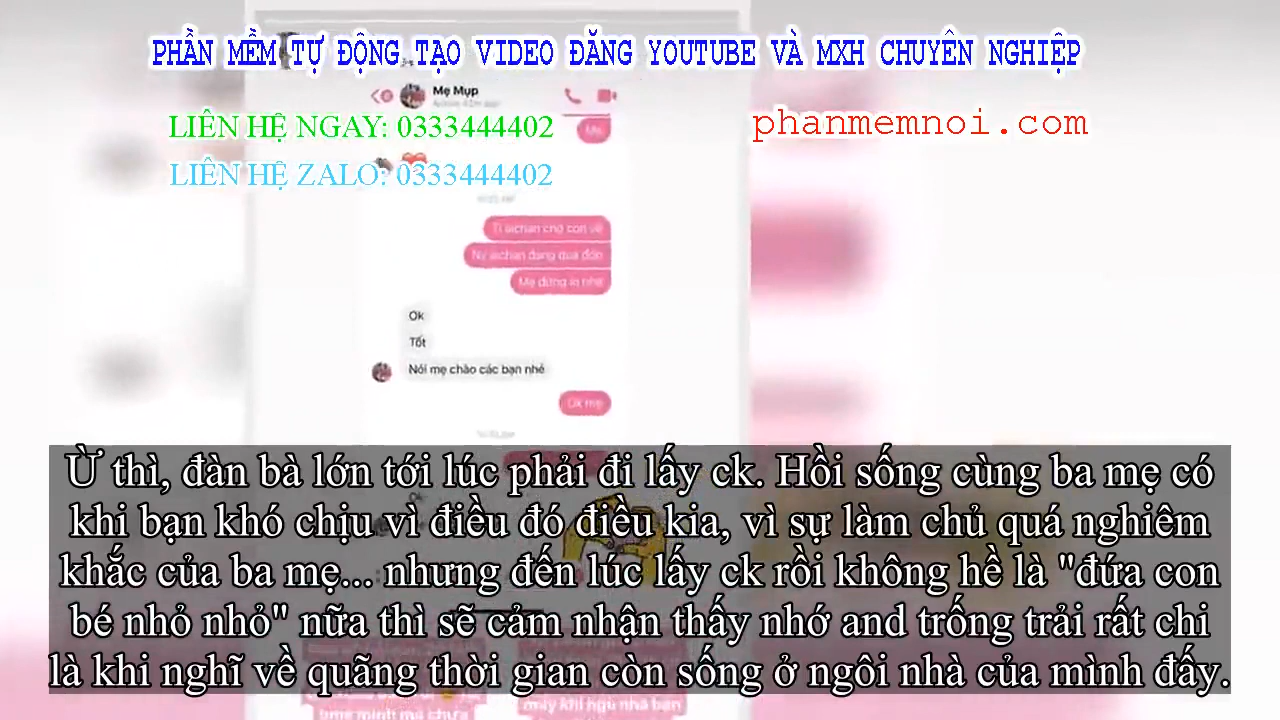 PHẦN MỀM TỰ ĐỘNG TẠO VIDEO ĐĂNG YOUTUBE VÀ MXH CHUYÊN NGHIỆP
Mẹ Mụp
LIÊN HỆ NGAY: 0333444402
phanmemnoi.com
Mẹ
LIÊN HỆ ZALO: 0333444402
Mẹ đừng lo nhé
Ok
Tốt
Nói mẹ chào các bạn nhé
Ok mẹ
Ừ thì, đàn bà lớn tới lúc phải đi lấy ck. Hồi sống cùng ba mẹ có
khi bạn khó chịu vì điều đó điều kia, vì sự làm chủ quá nghiêm
khắc của ba mẹ... nhưng đến lúc lấy ck rồi không hề là "đứa con
bé nhỏ nhỏ" nữa thì sẽ cảm nhận thấy nhớ and trống trải rất chi
là khi nghĩ về quãng thời gian còn sống ở ngôi nhà của mình đấy.